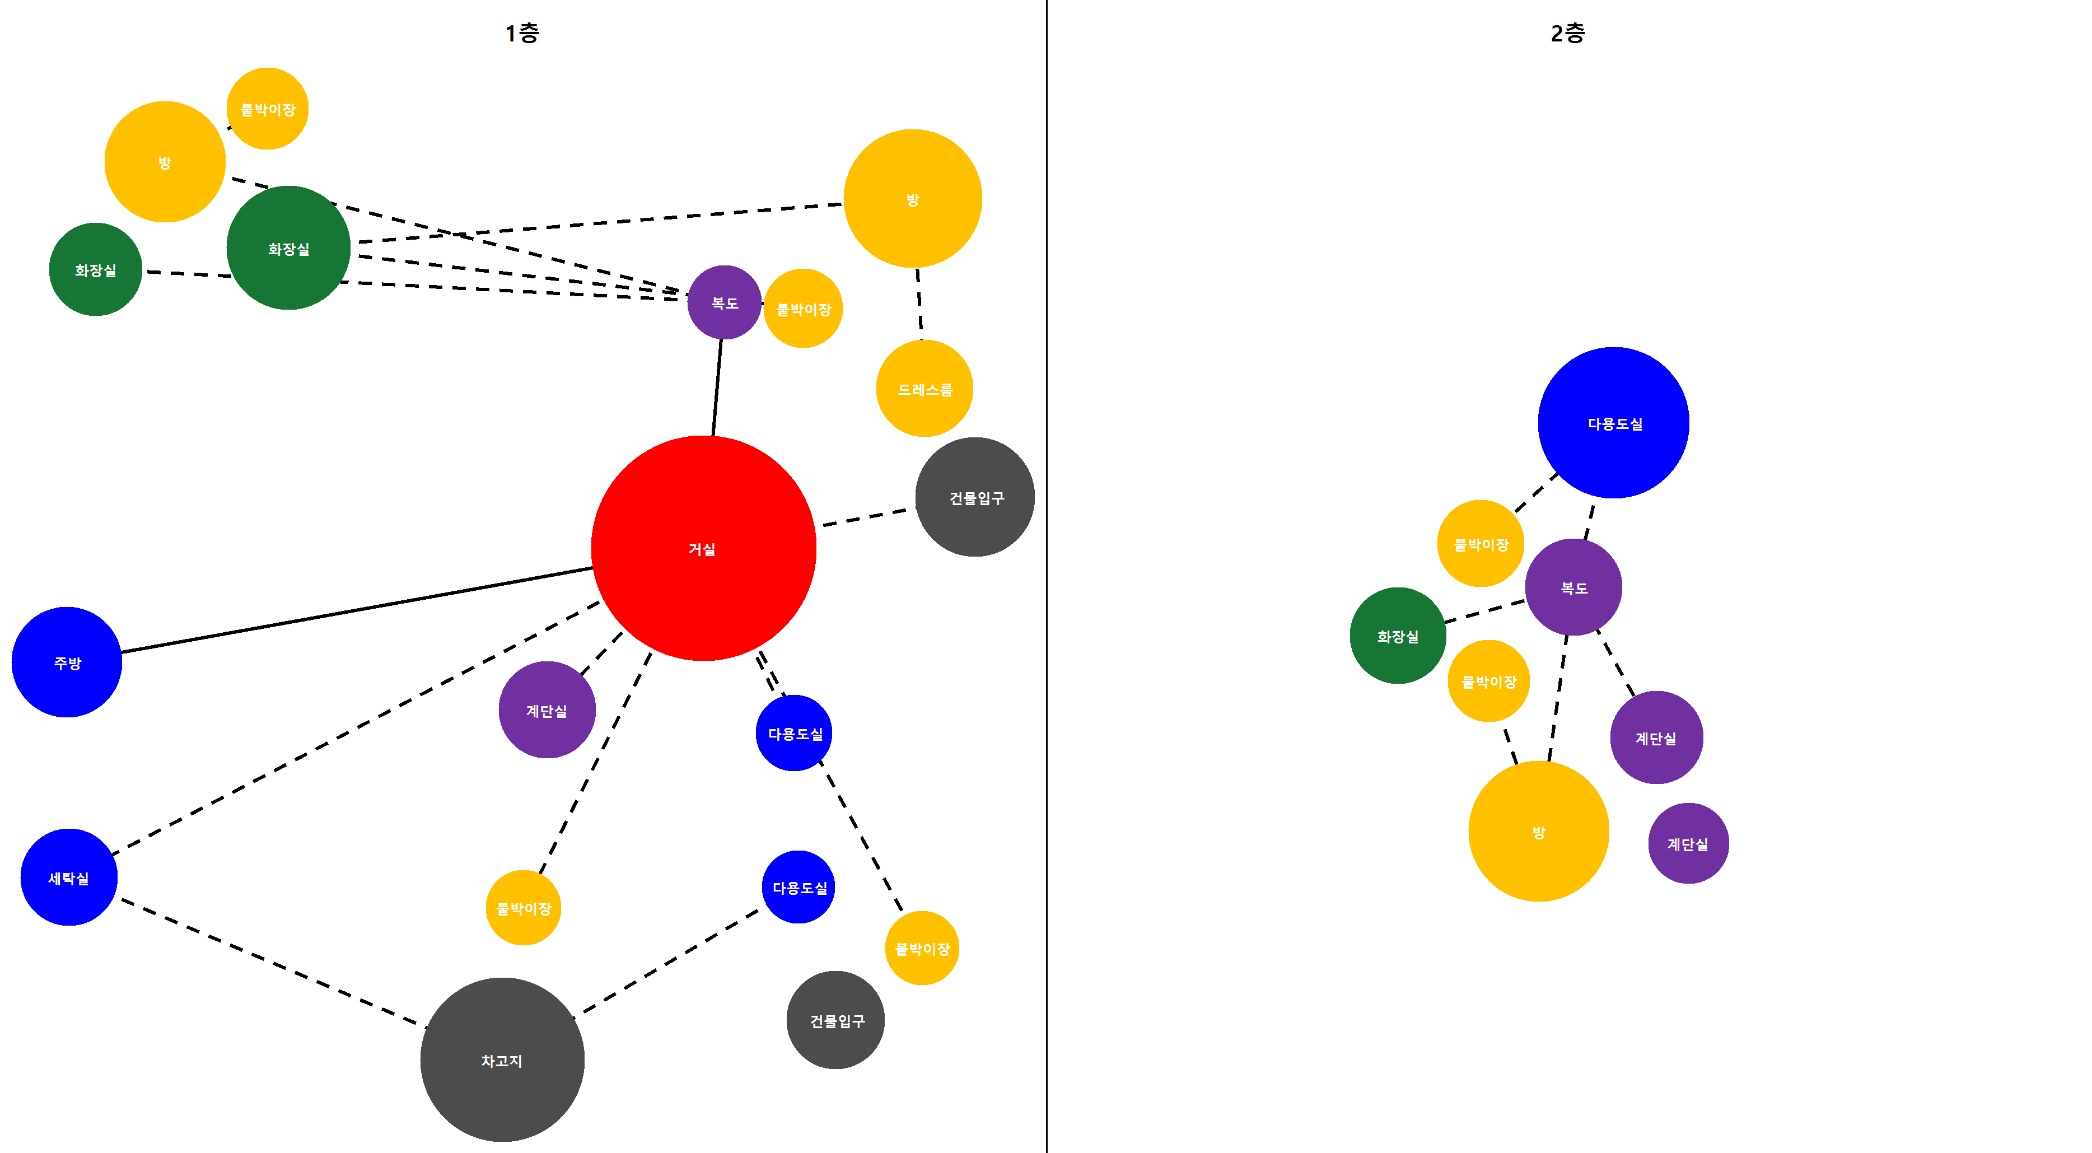 1층
2층
붙박이장
방
방
화장실
화장실
복도
붙박이장
드레스룸
건물입구
거실
주방
계단실
다용도실
세탁실
붙박이장
다용도실
붙박이장
건물입구
차고지
다용도실
붙박이장
복도
화장실
붙박이장
계단실
방
계단실